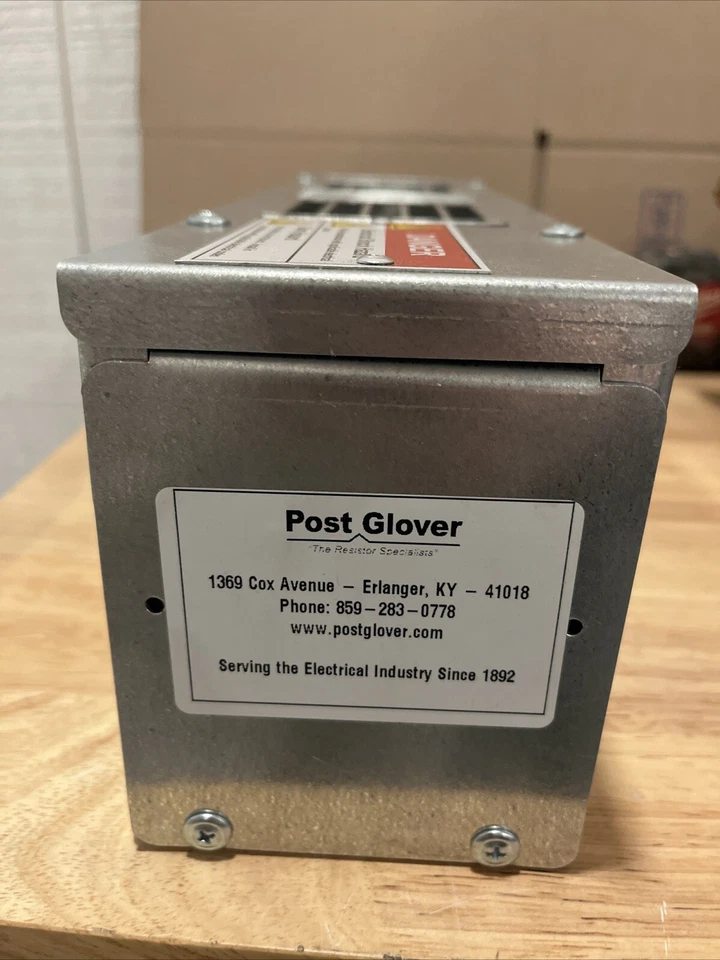 DANGER
Post Glover
"The Resistor Specialists"
1369 Cox Avenue – Erlanger, KY – 41018
Phone: 859-283-0778
www.postglover.com
Serving the Electrical Industry Since 1892